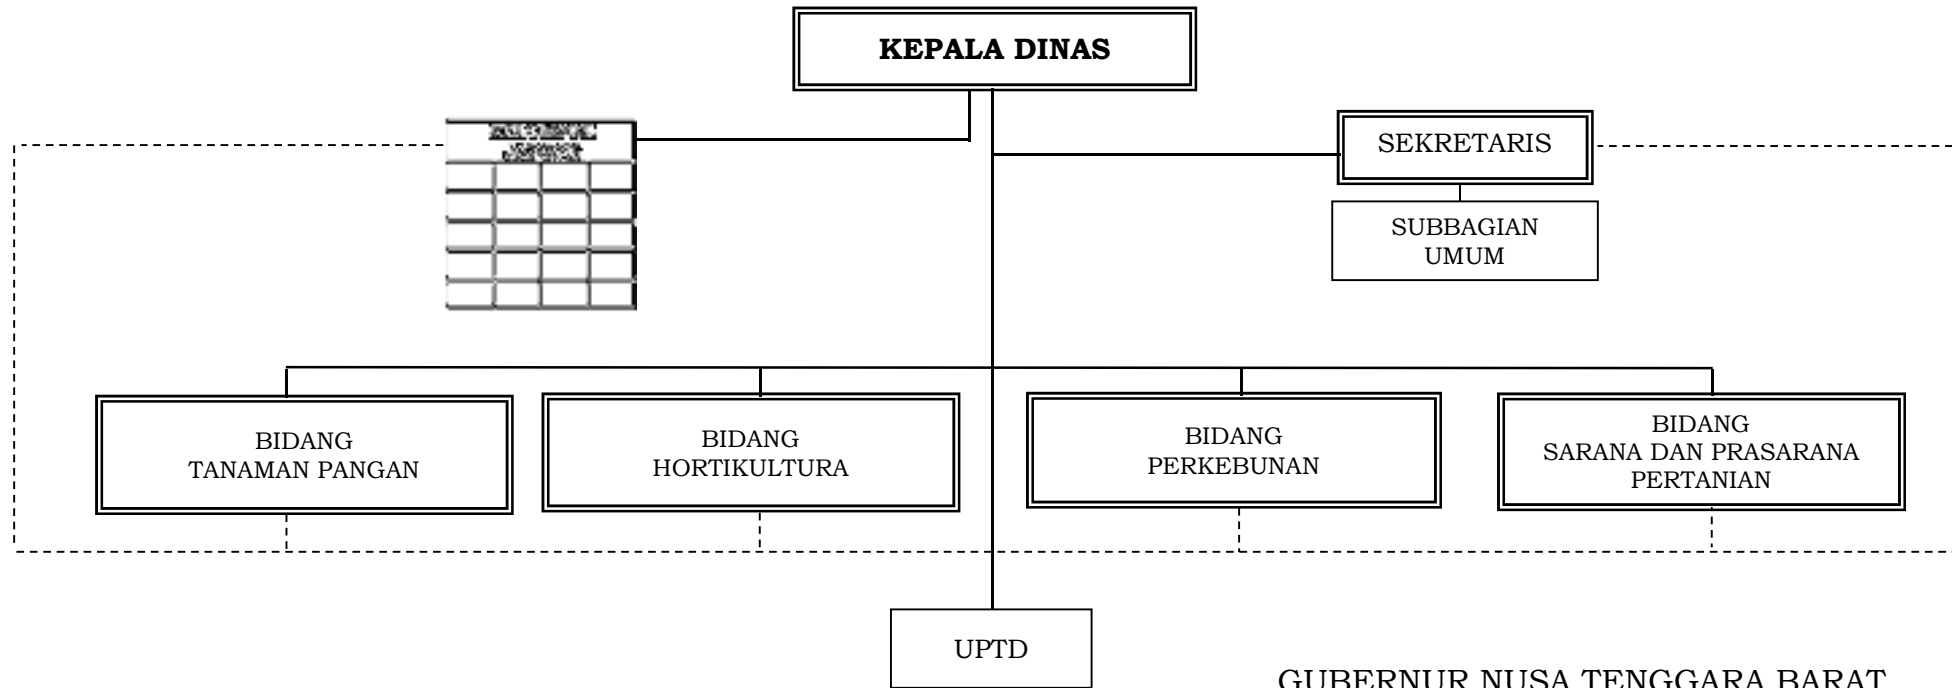 KEPALA DINAS
SEKRETARIS
SUBBAGIAN
UMUM
BIDANG
TANAMAN PANGAN
BIDANG
HORTIKULTURA
BIDANG
PERKEBUNAN
BIDANG
SARANA DAN PRASARANA
PERTANIAN
UPTD
GUBERNUR NUSA TENGGARA BARAT